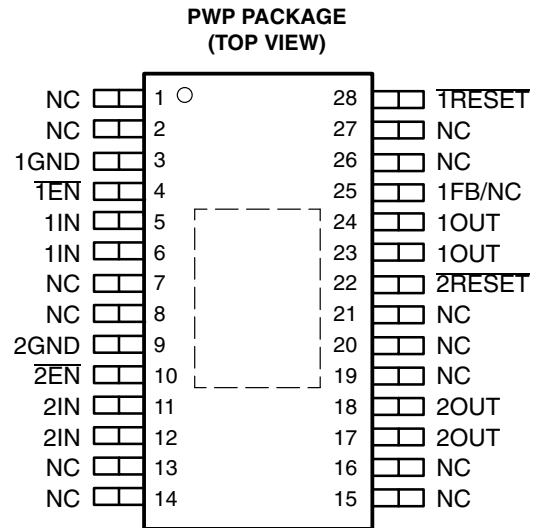 PWP PACKAGE
(TOP VIEW)
NC 1 28 1RESET
NC 2 27 NC
1GND 3 26 NC
1EN 4 25 1FB/NC
1IN 5 24 1OUT
1IN 6 23 1OUT
NC 7 22 2RESET
NC 8 21 NC
2GND 9 20 NC
2EN 10 19 NC
2IN 11 18 2OUT
2IN 12 17 2OUT
NC 13 16 NC
NC 14 15 NC